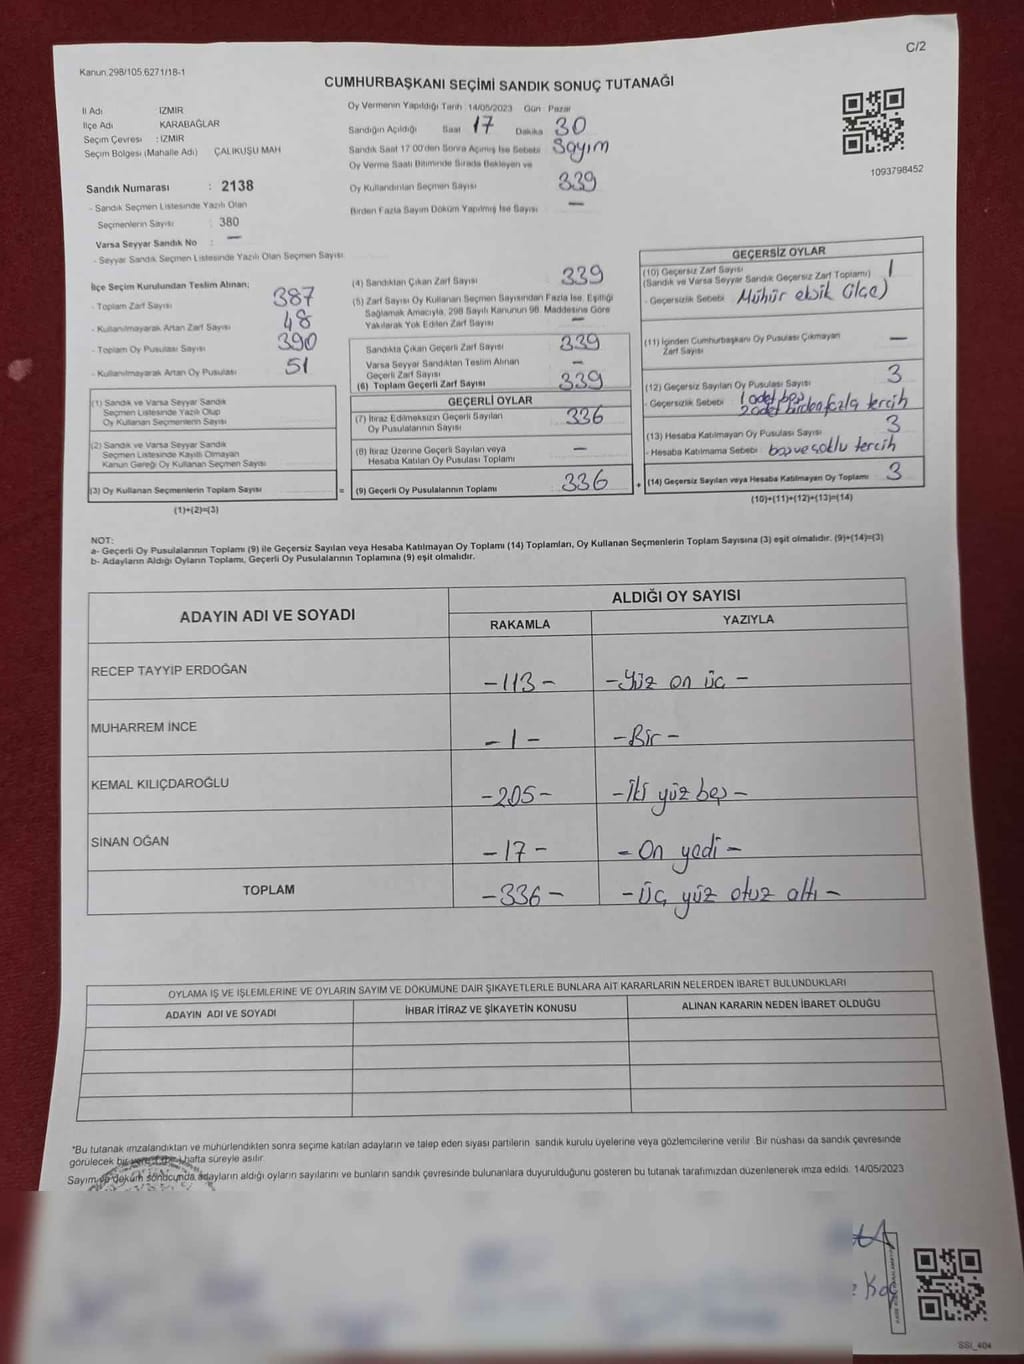 C/2
Kanun 298/105.6271/18-1
CUMHURBAŞKANI SEÇİMİ SANDIK SONUÇ TUTANAĞI
İl Adı İZMİR
İlçe Adı KARABAĞLAR
Seçim Çevresi : İZMİR
Seçim Bölgesi (Mahalle Adı) ÇALIKUŞU MAH
Sandık Numarası : 2138
- Sandık Seçmen Listesinde Yazılı Olan
Seçmenlerin Sayısı : 380
Varsa Seyyar Sandık No : —
- Seyyar Sandık Seçmen Listesinde Yazılı Olan Seçmen Sayısı:
Oy Vermenin Yapıldığı Tarih : 14/05/2023 Gün : Pazar
Sandığın Açıldığı Saat 17 Dakika 30
Sandık Saat 17 00'den Sonra Açılmış İse Sebebi Sayım
Oy Verme Saati Bitiminde Sırada Bekleyen ve
Oy Kullandırılan Seçmen Sayısı 339
Birden Fazla Sayım Döküm Yapılmış İse Sayısı —
1093798452
İlçe Seçim Kurulundan Teslim Alınan;
- Toplam Zarf Sayısı 387
- Kullanılmayarak Artan Zarf Sayısı 48
- Toplam Oy Pusulası Sayısı 390
- Kullanılmayarak Artan Oy Pusulası 51
(1) Sandık ve Varsa Seyyar Sandık
Seçmen Listesinde Yazılı Olup
Oy Kullanan Seçmenlerin Sayısı
(2) Sandık ve Varsa Seyyar Sandık
Seçmen Listesinde Kayıtlı Olmayan
Kanun Gereği Oy Kullanan Seçmen Sayısı
(3) Oy Kullanan Seçmenlerin Toplam Sayısı =
(1)+(2)=(3)
(4) Sandıktan Çıkan Zarf Sayısı 339
(5) Zarf Sayısı Oy Kullanan Seçmen Sayısından Fazla İse, Eşitliği
Sağlamak Amacıyla, 298 Sayılı Kanunun 98. Maddesine Göre
Yakılarak Yok Edilen Zarf Sayısı —
Sandıkta Çıkan Geçerli Zarf Sayısı 339
Varsa Seyyar Sandıktan Teslim Alınan
Geçerli Zarf Sayısı —
(6) Toplam Geçerli Zarf Sayısı 339
GEÇERLİ OYLAR
(7) İtiraz Edilmeksizin Geçerli Sayılan
Oy Pusulalarının Sayısı 336
(8) İtiraz Üzerine Geçerli Sayılan veya
Hesaba Katılan Oy Pusulası Toplamı —
(9) Geçerli Oy Pusulalarının Toplamı 336 +
GEÇERSİZ OYLAR
(10) Geçersiz Zarf Sayısı 1
(Sandık ve Varsa Seyyar Sandık Geçersiz Zarf Toplamı)
- Geçersizlik Sebebi : Mühür eksik (ilçe)
(11) İçinden Cumhurbaşkanı Oy Pusulası Çıkmayan
Zarf Sayısı —
(12) Geçersiz Sayılan Oy Pusulası Sayısı 3
- Geçersizlik Sebebi : 1 adet boş
2 adet birden fazla tercih
(13) Hesaba Katılmayan Oy Pusulası Sayısı 3
- Hesaba Katılmama Sebebi : boş ve çoklu tercih
(14) Geçersiz Sayılan veya Hesaba Katılmayan Oy Toplamı 3
(10)+(11)+(12)+(13)=(14)
NOT:
a- Geçerli Oy Pusulalarının Toplamı (9) ile Geçersiz Sayılan veya Hesaba Katılmayan Oy Toplamı (14) Toplamları, Oy Kullanan Seçmenlerin Toplam Sayısına (3) eşit olmalıdır. (9)+(14)=(3)
b- Adayların Aldığı Oyların Toplamı, Geçerli Oy Pusulalarının Toplamına (9) eşit olmalıdır.
ADAYIN ADI VE SOYADI ALDIĞI OY SAYISI
RAKAMLA YAZIYLA
RECEP TAYYİP ERDOĞAN -113- -Yüz on üç-
MUHARREM İNCE -1- -Bir-
KEMAL KILIÇDAROĞLU -205- -İki yüz beş-
SİNAN OĞAN -17- -On yedi-
TOPLAM -336- -Üç yüz otuz altı-
OYLAMA İŞ VE İŞLEMLERİNE VE OYLARIN SAYIM VE DÖKÜMÜNE DAİR ŞİKAYETLERLE BUNLARA AİT KARARLARIN NELERDEN İBARET BULUNDUKLARI
ADAYIN ADI VE SOYADI İHBAR İTİRAZ VE ŞİKAYETİN KONUSU ALINAN KARARIN NEDEN İBARET OLDUĞU
*Bu tutanak imzalandıktan ve mühürlendikten sonra seçime katılan adayların ve talep eden siyasi partilerin sandık kurulu üyelerine veya gözlemcilerine verilir. Bir nüshası da sandık çevresinde
görülecek bir yere bir hafta süreyle asılır.
Sayım ve döküm sonucunda adayların aldığı oyların sayılarını ve bunların sandık çevresinde bulunanlara duyurulduğunu gösteren bu tutanak tarafımızdan düzenlenerek imza edildi. 14/05/2023
SSİ_404